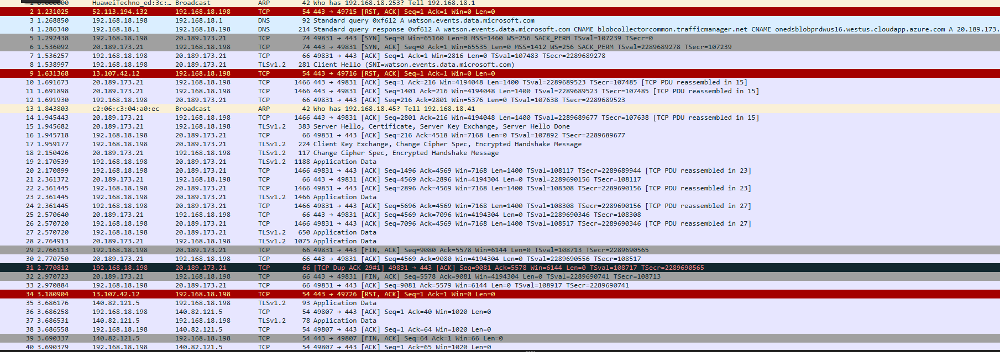 1 0.000000 HuaweiTechno_ed:3c:… Broadcast ARP 42 Who has 192.168.18.253? Tell 192.168.18.1
2 1.231025 52.113.194.132 192.168.18.198 TCP 54 443 → 49715 [RST, ACK] Seq=1 Ack=1 Win=0 Len=0
3 1.268850 192.168.18.198 192.168.18.1 DNS 92 Standard query 0xf612 A watson.events.data.microsoft.com
4 1.286340 192.168.18.1 192.168.18.198 DNS 214 Standard query response 0xf612 A watson.events.data.microsoft.com CNAME blobcollectorcommon.trafficmanager.net CNAME onedsblobprdwus16.westus.cloudapp.azure.com A 20.189.173.
5 1.292438 192.168.18.198 20.189.173.21 TCP 74 49831 → 443 [SYN] Seq=0 Win=65160 Len=0 MSS=1460 WS=256 SACK_PERM TSval=107239 TSecr=0
6 1.536092 20.189.173.21 192.168.18.198 TCP 74 443 → 49831 [SYN, ACK] Seq=0 Ack=1 Win=65535 Len=0 MSS=1412 WS=256 SACK_PERM TSval=2289689278 TSecr=107239
7 1.536257 192.168.18.198 20.189.173.21 TCP 66 49831 → 443 [ACK] Seq=1 Ack=1 Win=2816 Len=0 TSval=107483 TSecr=2289689278
8 1.538997 192.168.18.198 20.189.173.21 TLSv1.2 281 Client Hello (SNI=watson.events.data.microsoft.com)
9 1.631368 13.107.42.12 192.168.18.198 TCP 54 443 → 49716 [RST, ACK] Seq=1 Ack=1 Win=0 Len=0
10 1.691673 20.189.173.21 192.168.18.198 TCP 1466 443 → 49831 [ACK] Seq=1 Ack=216 Win=4194048 Len=1400 TSval=2289689523 TSecr=107485 [TCP PDU reassembled in 15]
11 1.691898 20.189.173.21 192.168.18.198 TCP 1466 443 → 49831 [ACK] Seq=1401 Ack=216 Win=4194048 Len=1400 TSval=2289689523 TSecr=107485 [TCP PDU reassembled in 15]
12 1.691930 192.168.18.198 20.189.173.21 TCP 66 49831 → 443 [ACK] Seq=216 Ack=2801 Win=5376 Len=0 TSval=107638 TSecr=2289689523
13 1.843803 c2:06:c3:04:a0:ec Broadcast ARP 42 Who has 192.168.18.45? Tell 192.168.18.41
14 1.945443 20.189.173.21 192.168.18.198 TCP 1466 443 → 49831 [ACK] Seq=2801 Ack=216 Win=4194048 Len=1400 TSval=2289689677 TSecr=107638 [TCP PDU reassembled in 15]
15 1.945682 20.189.173.21 192.168.18.198 TLSv1.2 383 Server Hello, Certificate, Server Key Exchange, Server Hello Done
16 1.945718 192.168.18.198 20.189.173.21 TCP 66 49831 → 443 [ACK] Seq=216 Ack=4518 Win=7168 Len=0 TSval=107892 TSecr=2289689677
17 1.959177 192.168.18.198 20.189.173.21 TLSv1.2 224 Client Key Exchange, Change Cipher Spec, Encrypted Handshake Message
18 2.150426 20.189.173.21 192.168.18.198 TLSv1.2 117 Change Cipher Spec, Encrypted Handshake Message
19 2.170539 192.168.18.198 20.189.173.21 TLSv1.2 1188 Application Data
20 2.170899 192.168.18.198 20.189.173.21 TCP 1466 49831 → 443 [ACK] Seq=1496 Ack=4569 Win=7168 Len=1400 TSval=108117 TSecr=2289689944 [TCP PDU reassembled in 23]
21 2.361372 20.189.173.21 192.168.18.198 TCP 66 443 → 49831 [ACK] Seq=4569 Ack=2896 Win=4194304 Len=0 TSval=2289690156 TSecr=108117
22 2.361445 192.168.18.198 20.189.173.21 TCP 1466 49831 → 443 [ACK] Seq=2896 Ack=4569 Win=7168 Len=1400 TSval=108308 TSecr=2289690156 [TCP PDU reassembled in 23]
23 2.361445 192.168.18.198 20.189.173.21 TLSv1.2 1466 Application Data
24 2.361445 192.168.18.198 20.189.173.21 TCP 1466 49831 → 443 [ACK] Seq=5696 Ack=4569 Win=7168 Len=1400 TSval=108308 TSecr=2289690156 [TCP PDU reassembled in 27]
25 2.570640 20.189.173.21 192.168.18.198 TCP 66 443 → 49831 [ACK] Seq=4569 Ack=7096 Win=4194304 Len=0 TSval=2289690346 TSecr=108308
26 2.570720 192.168.18.198 20.189.173.21 TCP 1466 49831 → 443 [ACK] Seq=7096 Ack=4569 Win=7168 Len=1400 TSval=108517 TSecr=2289690346 [TCP PDU reassembled in 27]
27 2.570720 192.168.18.198 20.189.173.21 TLSv1.2 650 Application Data
28 2.764913 20.189.173.21 192.168.18.198 TLSv1.2 1075 Application Data
29 2.766113 192.168.18.198 20.189.173.21 TCP 66 49831 → 443 [FIN, ACK] Seq=9080 Ack=5578 Win=6144 Len=0 TSval=108713 TSecr=2289690565
30 2.770750 20.189.173.21 192.168.18.198 TCP 66 443 → 49831 [ACK] Seq=4569 Ack=9080 Win=4194304 Len=0 TSval=2289690556 TSecr=108517
31 2.770812 192.168.18.198 20.189.173.21 TCP 66 [TCP Dup ACK 29#1] 49831 → 443 [ACK] Seq=9081 Ack=5578 Win=6144 Len=0 TSval=108717 TSecr=2289690565
32 2.970723 20.189.173.21 192.168.18.198 TCP 66 443 → 49831 [FIN, ACK] Seq=5578 Ack=9081 Win=4194304 Len=0 TSval=2289690741 TSecr=108713
33 2.970884 192.168.18.198 20.189.173.21 TCP 66 49831 → 443 [ACK] Seq=9081 Ack=5579 Win=6144 Len=0 TSval=108917 TSecr=2289690741
34 3.180904 13.107.42.12 192.168.18.198 TCP 54 443 → 49726 [RST, ACK] Seq=1 Ack=1 Win=0 Len=0
35 3.686176 140.82.121.5 192.168.18.198 TLSv1.2 93 Application Data
36 3.686258 192.168.18.198 140.82.121.5 TCP 54 49807 → 443 [ACK] Seq=1 Ack=40 Win=1020 Len=0
37 3.686531 140.82.121.5 192.168.18.198 TLSv1.2 78 Application Data
38 3.686558 192.168.18.198 140.82.121.5 TCP 54 49807 → 443 [ACK] Seq=1 Ack=64 Win=1020 Len=0
39 3.690337 140.82.121.5 192.168.18.198 TCP 54 443 → 49807 [FIN, ACK] Seq=64 Ack=1 Win=66 Len=0
40 3.690379 192.168.18.198 140.82.121.5 TCP 54 49807 → 443 [ACK] Seq=1 Ack=65 Win=1020 Len=0